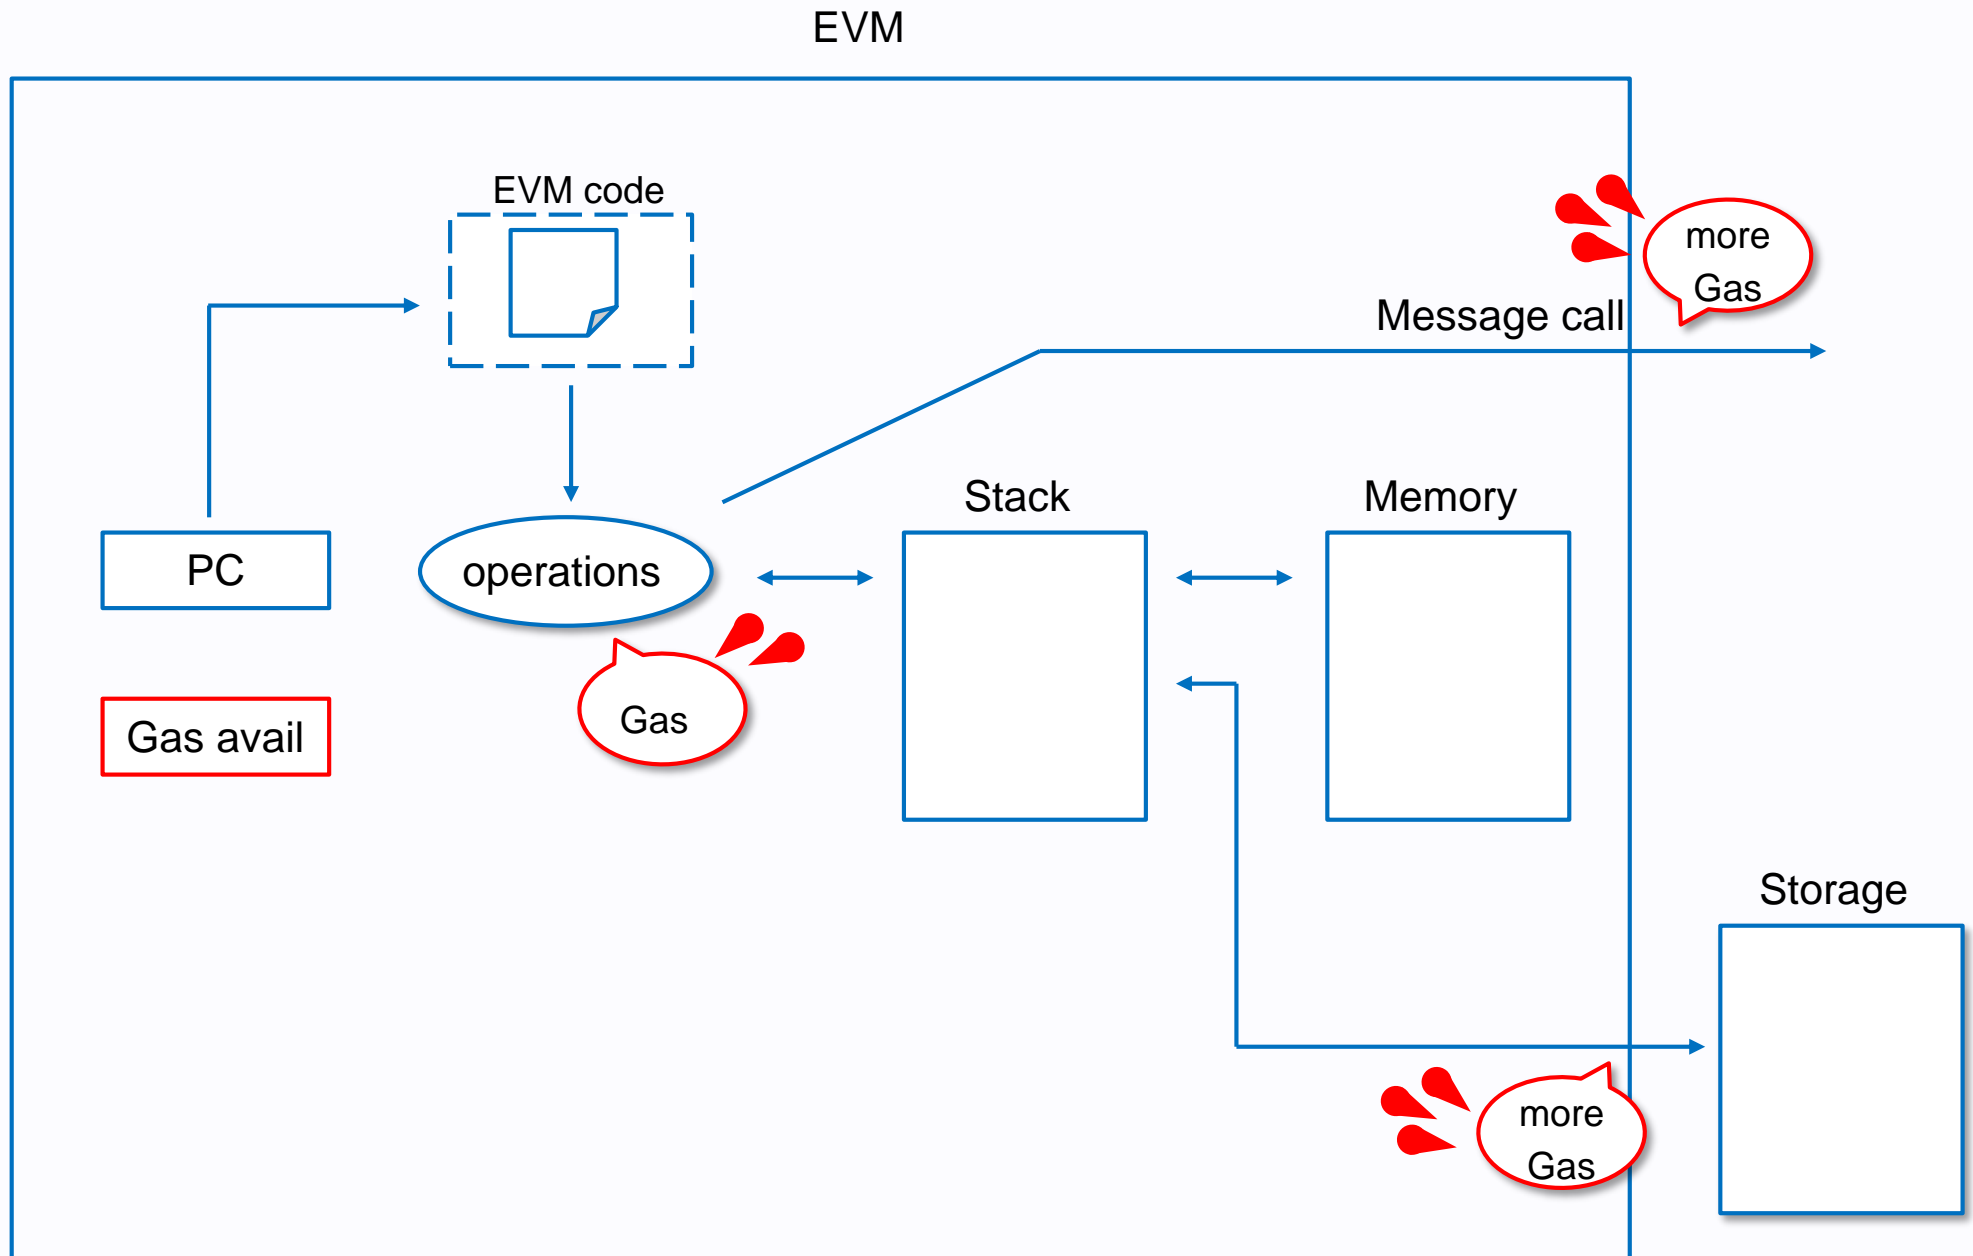 EVM
EVM code
more
Gas
Message call
Stack
Memory
PC
operations
Gas
Gas avail
Storage
more
Gas